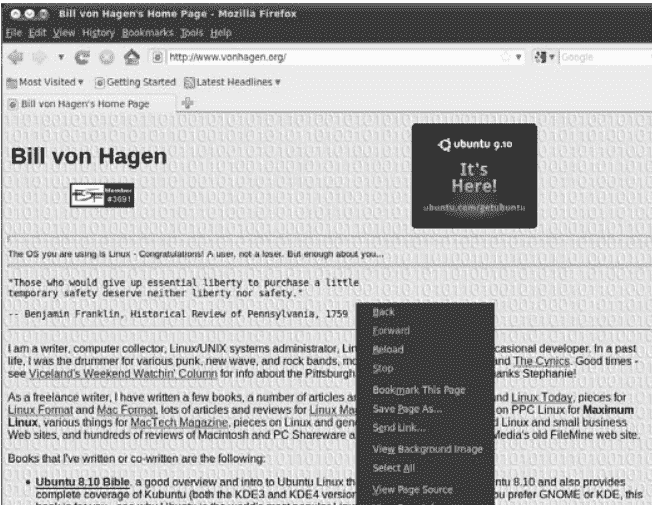 Bill von Hagen's Home Page - Mozilla Firefox
File Edit View History Bookmarks Tools Help
http://www.vonhagen.org/
Google
Most Visited Getting Started Latest Headlines
Bill von Hagen's Home Page
ubuntu 9.10
It's
Here!
ubuntu.com/getubuntu
Bill von Hagen
FSF Member
#3691
The OS you are using is Linux - Congratulations! A user, not a loser. But enough about you...
"Those who would give up essential liberty to purchase a little
temporary safety deserve neither liberty nor safety."
-- Benjamin Franklin, Historical Review of Pennsylvania, 1759
I am a writer, computer collector, Linux/UNIX systems administrator, Lin
casional developer. In a past
life, I was the drummer for various punk, new wave, and rock bands, mo
and The Cynics. Good times -
see Viceland's Weekend Watchin' Column for info about the Pittsburgh
anks Stephanie!
As a freelance writer, I have written a few books, a number of articles ar
und Linux Today, pieces for
Linux Format and Mac Format, lots of articles and reviews for Linux Ma
on PPC Linux for Maximum
Linux, various things for MacTech Magazine, pieces on Linux and gen
d Linux and small business
Web sites, and hundreds of reviews of Macintosh and PC Shareware a
Media's old FileMine web site.
Books that I've written or co-written are the following:
Ubuntu 8.10 Bible, a good overview and intro to Ubuntu Linux th
ntu 8.10 and also provides
complete coverage of Kubuntu (both the KDE3 and KDE4 version
ou prefer GNOME or KDE, this
Back
Forward
Reload
Stop
Bookmark This Page
Save Page As...
Send Link...
View Background Image
Select All
View Page Source